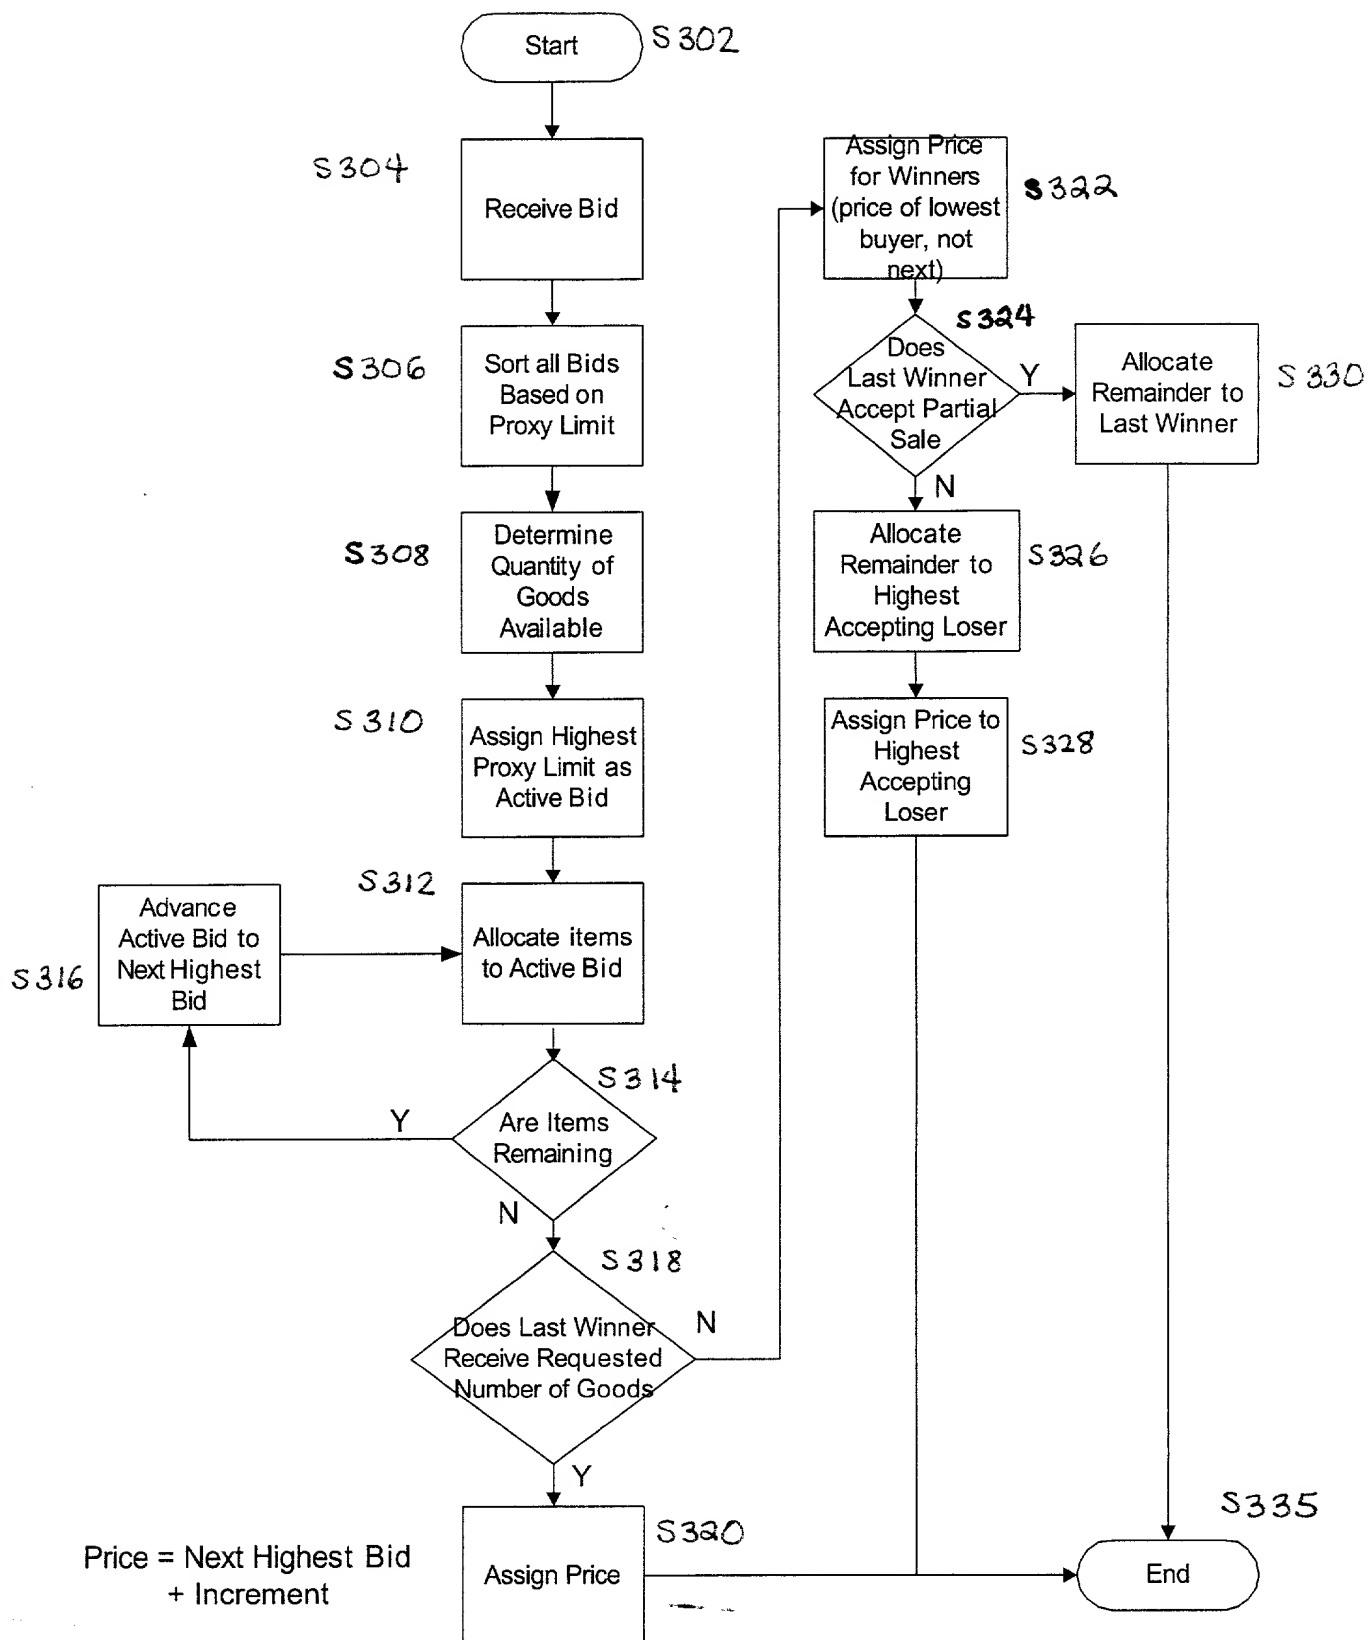 Start
S302
S304
Receive Bid
S306
Sort all Bids
Based on
Proxy Limit
S308
Determine
Quantity of
Goods
Available
S310
Assign Highest
Proxy Limit as
Active Bid
S312
Allocate items
to Active Bid
Advance
Active Bid to
Next Highest
Bid
S316
S314
Are Items
Remaining
Y
N
S318
Does Last Winner
Receive Requested
Number of Goods
N
Y
S320
Assign Price
Price = Next Highest Bid
+ Increment
Assign Price
for Winners
(price of lowest
buyer, not
next)
S322
S324
Does
Last Winner
Accept Partial
Sale
Y
N
Allocate
Remainder to
Last Winner
S330
Allocate
Remainder to
Highest
Accepting Loser
S326
Assign Price to
Highest
Accepting
Loser
S328
S335
End